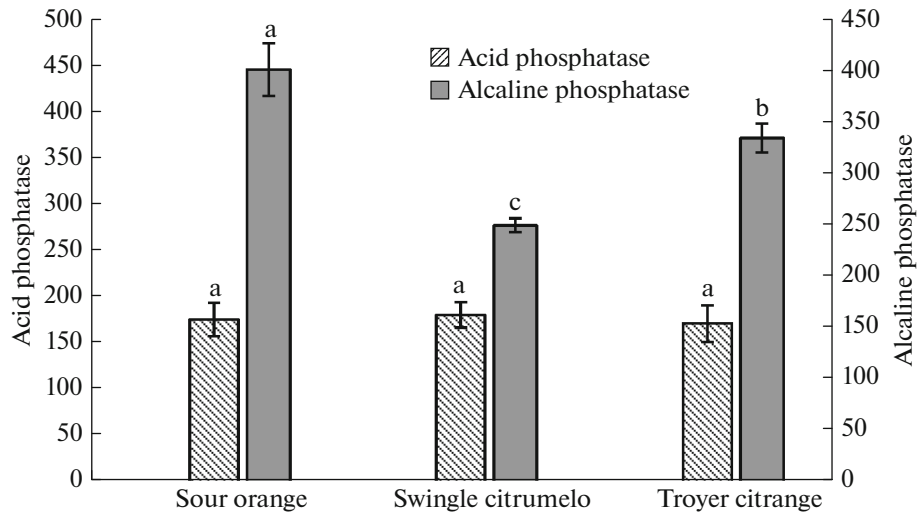 500
450
400
350
300
250
200
150
100
50
0
Acid phosphatase
Acid phosphatase
Alcaline phosphatase
a
a
a
c
a
b
450
400
350
300
250
200
150
100
50
0
Alcaline phosphatase
Sour orange
Swingle citrumelo
Troyer citrange